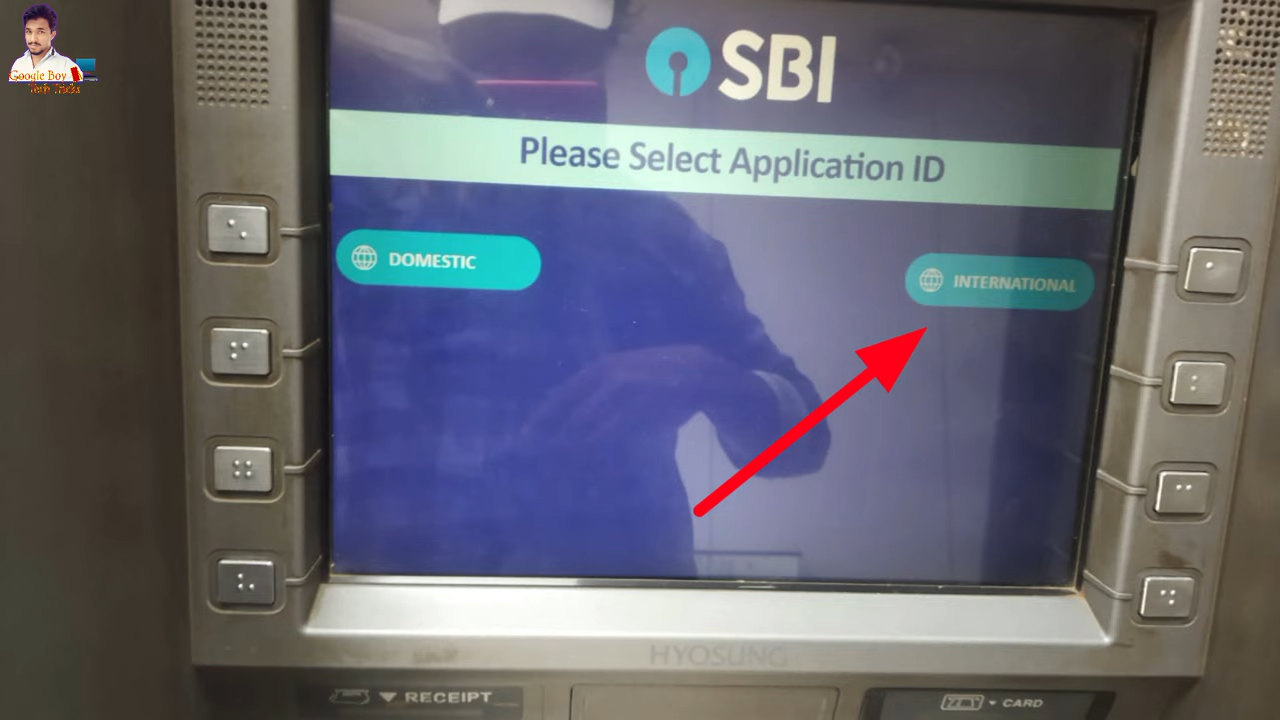 Google Boy
Tech Tricks
SBI
Please Select Application ID
DOMESTIC
INTERNATIONAL
HYOSUNG
RECEIPT
CARD